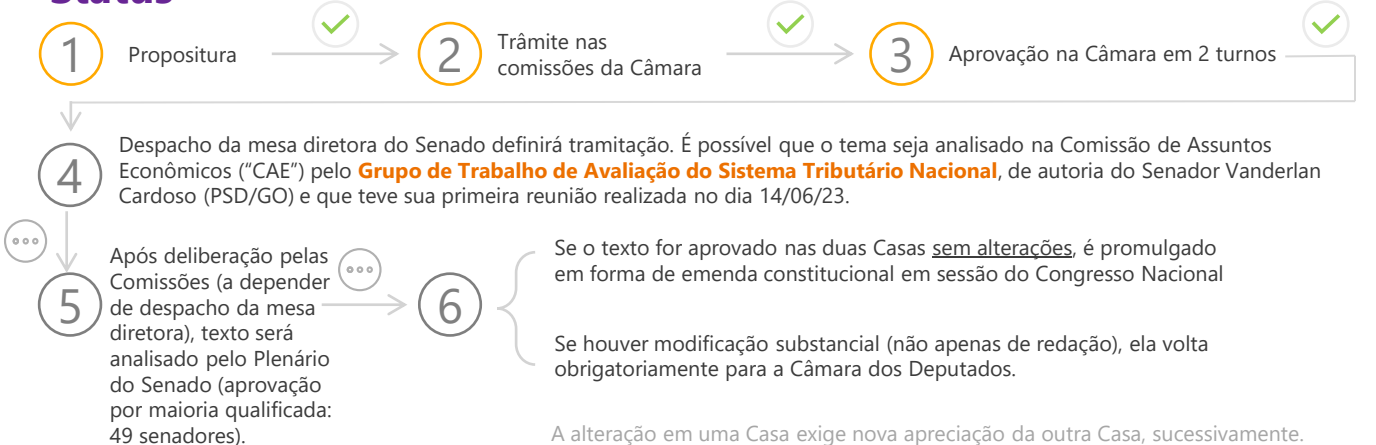 Status
1
Propositura
2
Trâmite nas
comissões da Câmara
3
Aprovação na Câmara em 2 turnos
4
Despacho da mesa diretora do Senado definirá tramitação. É possível que o tema seja analisado na Comissão de Assuntos
Econômicos (“CAE”) pelo Grupo de Trabalho de Avaliação do Sistema Tributário Nacional, de autoria do Senador Vanderlan
Cardoso (PSD/GO) e que teve sua primeira reunião realizada no dia 14/06/23.
5
Após deliberação pelas
Comissões (a depender
de despacho da mesa
diretora), texto será
analisado pelo Plenário
do Senado (aprovação
por maioria qualificada:
49 senadores).
6
Se o texto for aprovado nas duas Casas sem alterações, é promulgado
em forma de emenda constitucional em sessão do Congresso Nacional
Se houver modificação substancial (não apenas de redação), ela volta
obrigatoriamente para a Câmara dos Deputados.
A alteração em uma Casa exige nova apreciação da outra Casa, sucessivamente.